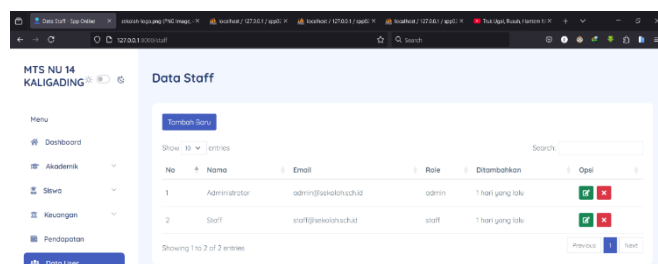 Data Staff - Spp Online
sekolah-logo.png (PNG Image,
localhost / 127.0.0.1 / spp
localhost / 127.0.0.1 / spp
localhost / 127.0.0.1 / spp
127.0.0.1:8000/staff
Search
MTS NU 14
KALIGADING
Data Staff
Menu
Dashboard
Akademik
Siswa
Keuangan
Pendapatan
Data User
Tambah Baru
Show 10 entries
Search:
No Nama Email Role Ditambahkan Opsi
1 Administrator admin@sekolah.sch.id admin 1 hari yang lalu
2 Staff staff@sekolah.sch.id staff 1 hari yang lalu
Showing 1 to 2 of 2 entries
Previous 1 Next